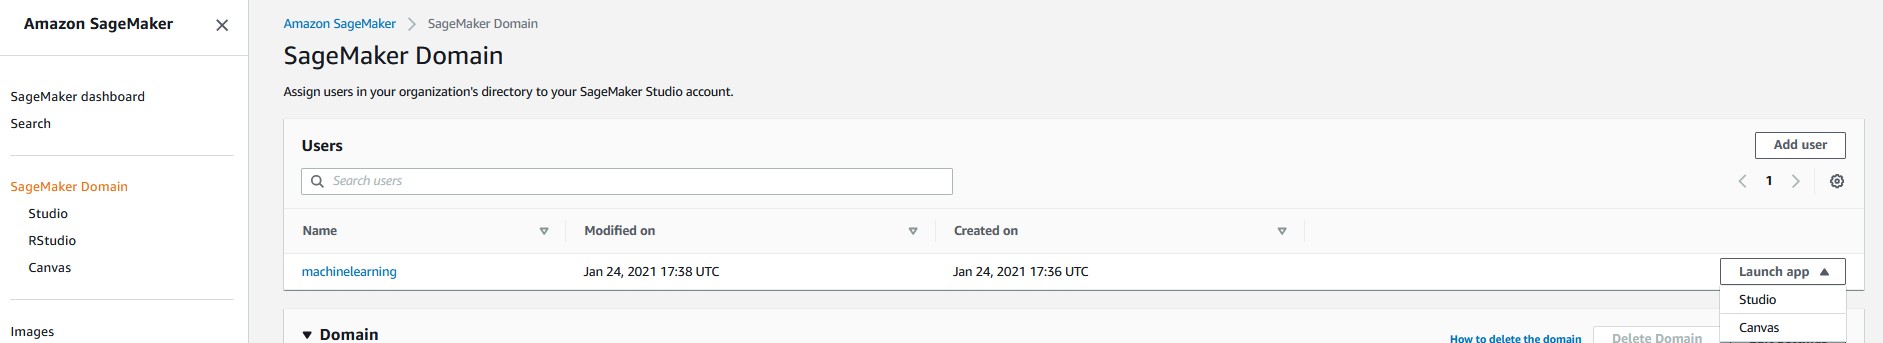 Amazon SageMaker
SageMaker dashboard
Search
SageMaker Domain
Studio
RStudio
Canvas
Images
Amazon SageMaker > SageMaker Domain
SageMaker Domain
Assign users in your organization's directory to your SageMaker Studio account.
Users
Add user
Search users
1
Name Modified on Created on
machinelearning Jan 24, 2021 17:38 UTC Jan 24, 2021 17:36 UTC Launch app
Studio
Canvas
Domain
How to delete the domain Delete Domain